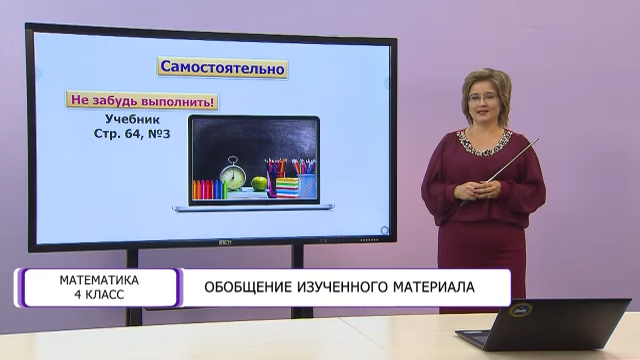 Самостоятельно
Не забудь выполнить!
Учебник
Стр. 64, №3
МАТЕМАТИКА
4 КЛАСС
ОБОБЩЕНИЕ ИЗУЧЕННОГО МАТЕРИАЛА